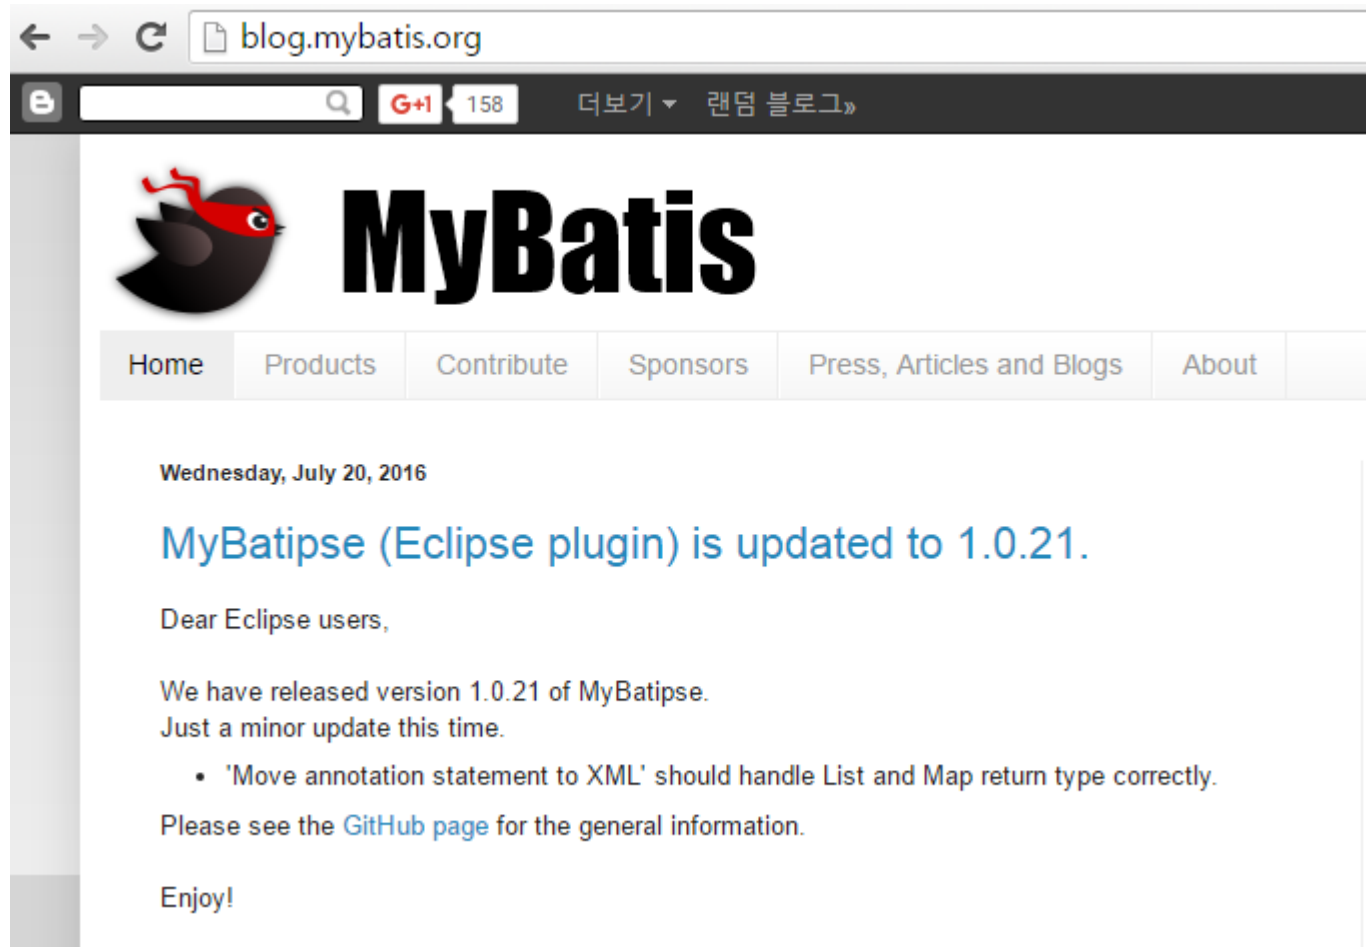 blog.mybatis.org
G+1 158 더보기 랜덤 블로그»
MyBatis
Home Products Contribute Sponsors Press, Articles and Blogs About
Wednesday, July 20, 2016
MyBatipse (Eclipse plugin) is updated to 1.0.21.
Dear Eclipse users,
We have released version 1.0.21 of MyBatipse.
Just a minor update this time.
• 'Move annotation statement to XML' should handle List and Map return type correctly.
Please see the GitHub page for the general information.
Enjoy!